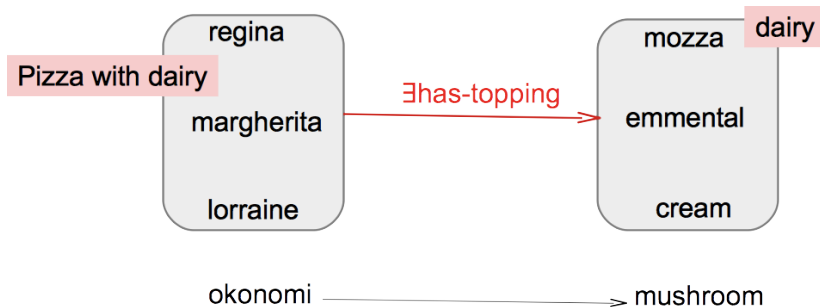 regina
Pizza with dairy
margherita
lorraine
∃has-topping
dairy
mozza
emmental
cream
okonomi
mushroom